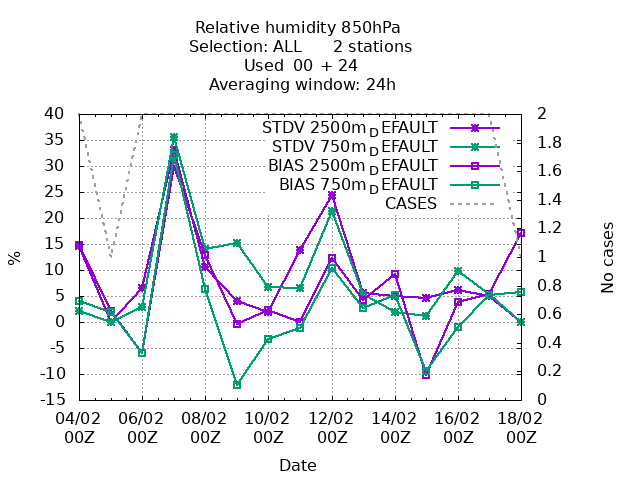 Relative humidity 850hPa
Selection: ALL 2 stations
Used 00 + 24
Averaging window: 24h
STDV 2500m_DEFAULT
STDV 750m_DEFAULT
BIAS 2500m_DEFAULT
BIAS 750m_DEFAULT
CASES
40
35
30
25
20
15
10
5
0
-5
-10
-15
%
2
1.8
1.6
1.4
1.2
1
0.8
0.6
0.4
0.2
0
No cases
04/02 06/02 08/02 10/02 12/02 14/02 16/02 18/02
00Z 00Z 00Z 00Z 00Z 00Z 00Z 00Z
Date